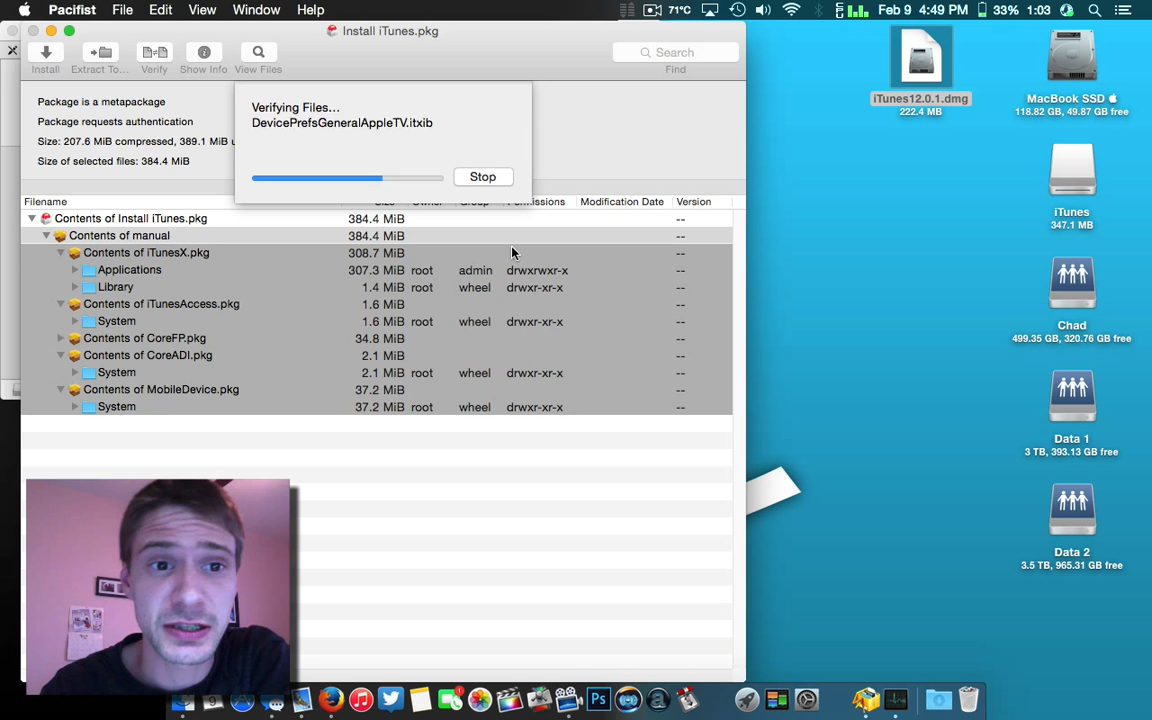 Pacifist File Edit View Window Help 71°C Feb 9 4:49 PM 33% 1:03
Install iTunes.pkg
Install Extract To... Verify Show Info View Files Search
Find
Package is a metapackage
Package requests authentication
Size: 207.6 MiB compressed, 389.1 MiB u
Size of selected files: 384.4 MiB
Verifying Files...
DevicePrefsGeneralAppleTV.itxib
Stop
Filename Size Owner Group Permissions Modification Date Version
Contents of Install iTunes.pkg 384.4 MiB --
Contents of manual 384.4 MiB --
Contents of iTunesX.pkg 308.7 MiB --
Applications 307.3 MiB root admin drwxrwxr-x --
Library 1.4 MiB root wheel drwxr-xr-x --
Contents of iTunesAccess.pkg 1.6 MiB --
System 1.6 MiB root wheel drwxr-xr-x --
Contents of CoreFP.pkg 34.8 MiB --
Contents of CoreADI.pkg 2.1 MiB --
System 2.1 MiB root wheel drwxr-xr-x --
Contents of MobileDevice.pkg 37.2 MiB --
System 37.2 MiB root wheel drwxr-xr-x --
iTunes12.0.1.dmg
222.4 MB
MacBook SSD
118.82 GB, 49.87 GB free
iTunes
347.1 MB
Chad
499.35 GB, 320.76 GB free
Data 1
3 TB, 393.13 GB free
Data 2
3.5 TB, 965.31 GB free
9
Ps